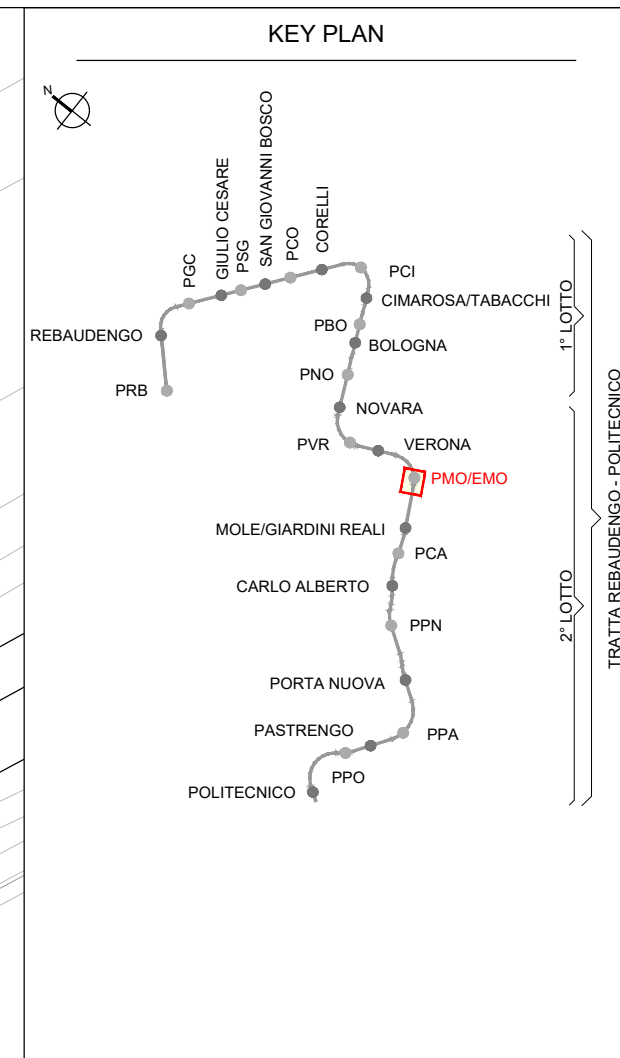 KEY PLAN
N
PGC
GIULIO CESARE
PSG
SAN GIOVANNI BOSCO
PCO
CORELLI
PCI
CIMAROSA/TABACCHI
REBAUDENGO
PBO
BOLOGNA
PRB
PNO
NOVARA
PVR
VERONA
PMO/EMO
MOLE/GIARDINI REALI
PCA
CARLO ALBERTO
PPN
PORTA NUOVA
PASTRENGO
PPA
PPO
POLITECNICO
1° LOTTO
2° LOTTO
TRATTA REBAUDENGO - POLITECNICO